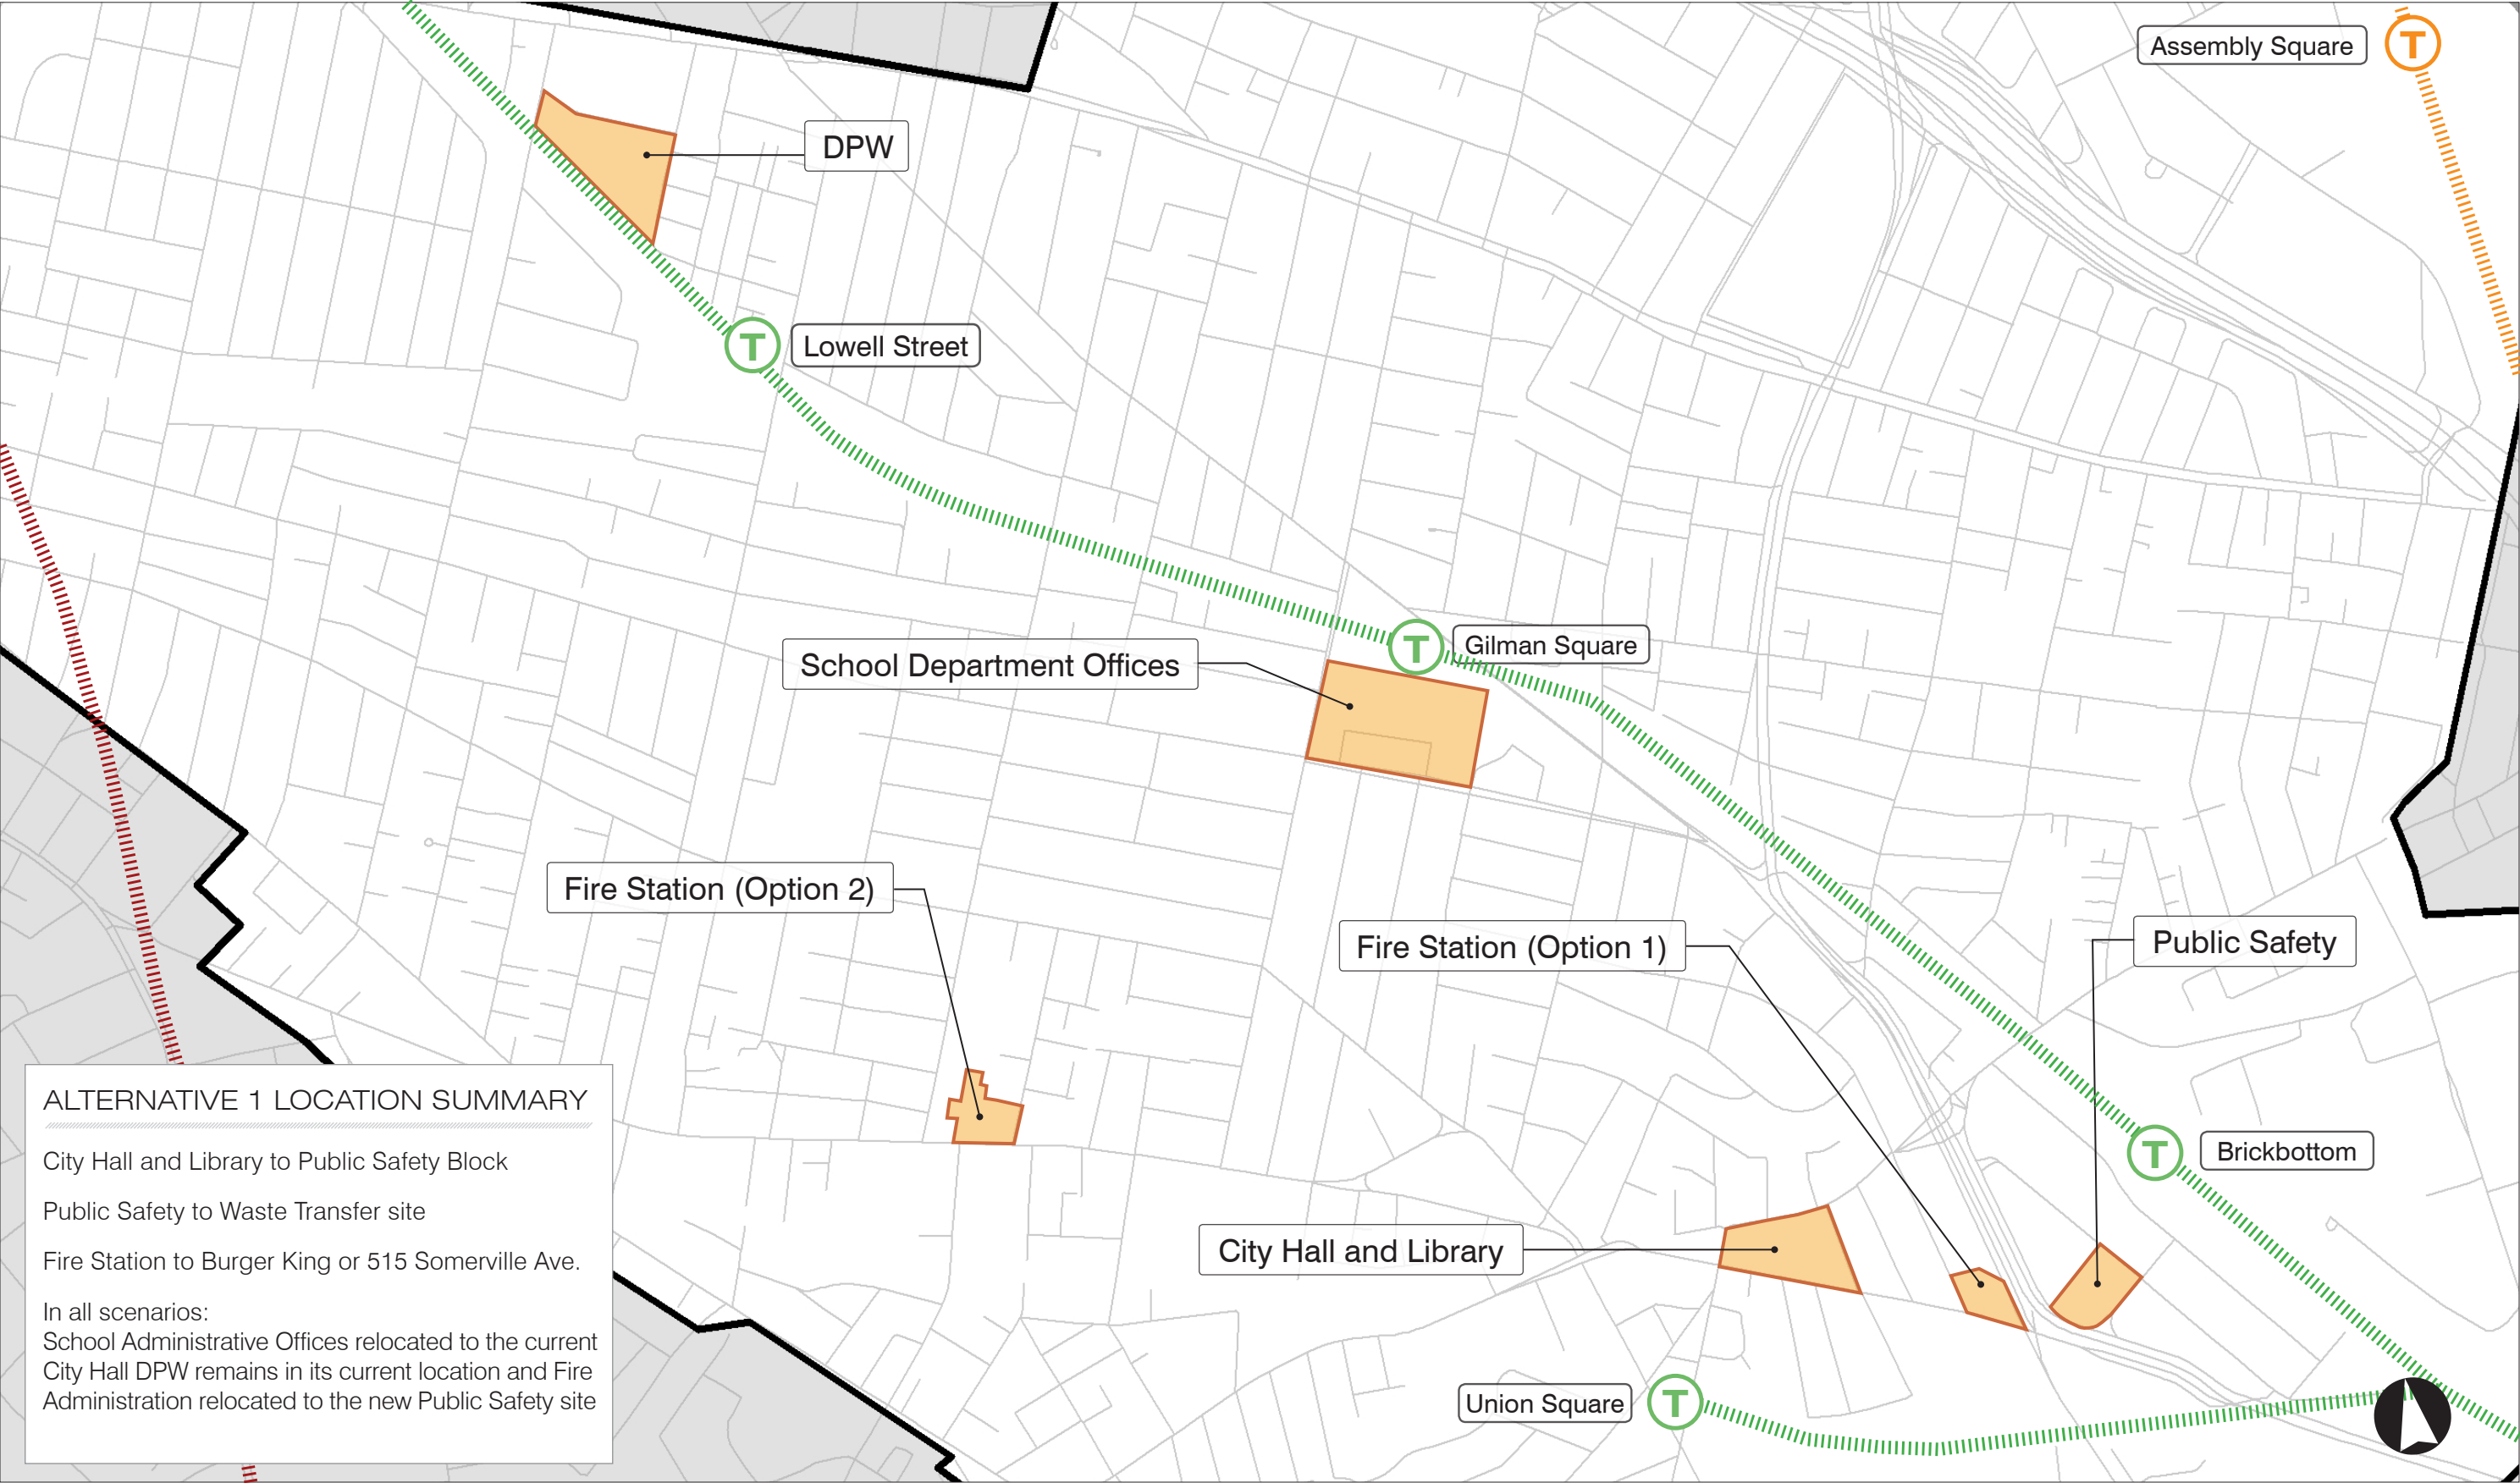 Assembly Square
T
DPW
T
Lowell Street
School Department Offices
T
Gilman Square
Fire Station (Option 2)
Fire Station (Option 1)
Public Safety
T
Brickbottom
City Hall and Library
Union Square
T
ALTERNATIVE 1 LOCATION SUMMARY
City Hall and Library to Public Safety Block
Public Safety to Waste Transfer site
Fire Station to Burger King or 515 Somerville Ave.
In all scenarios:
School Administrative Offices relocated to the current
City Hall DPW remains in its current location and Fire
Administration relocated to the new Public Safety site